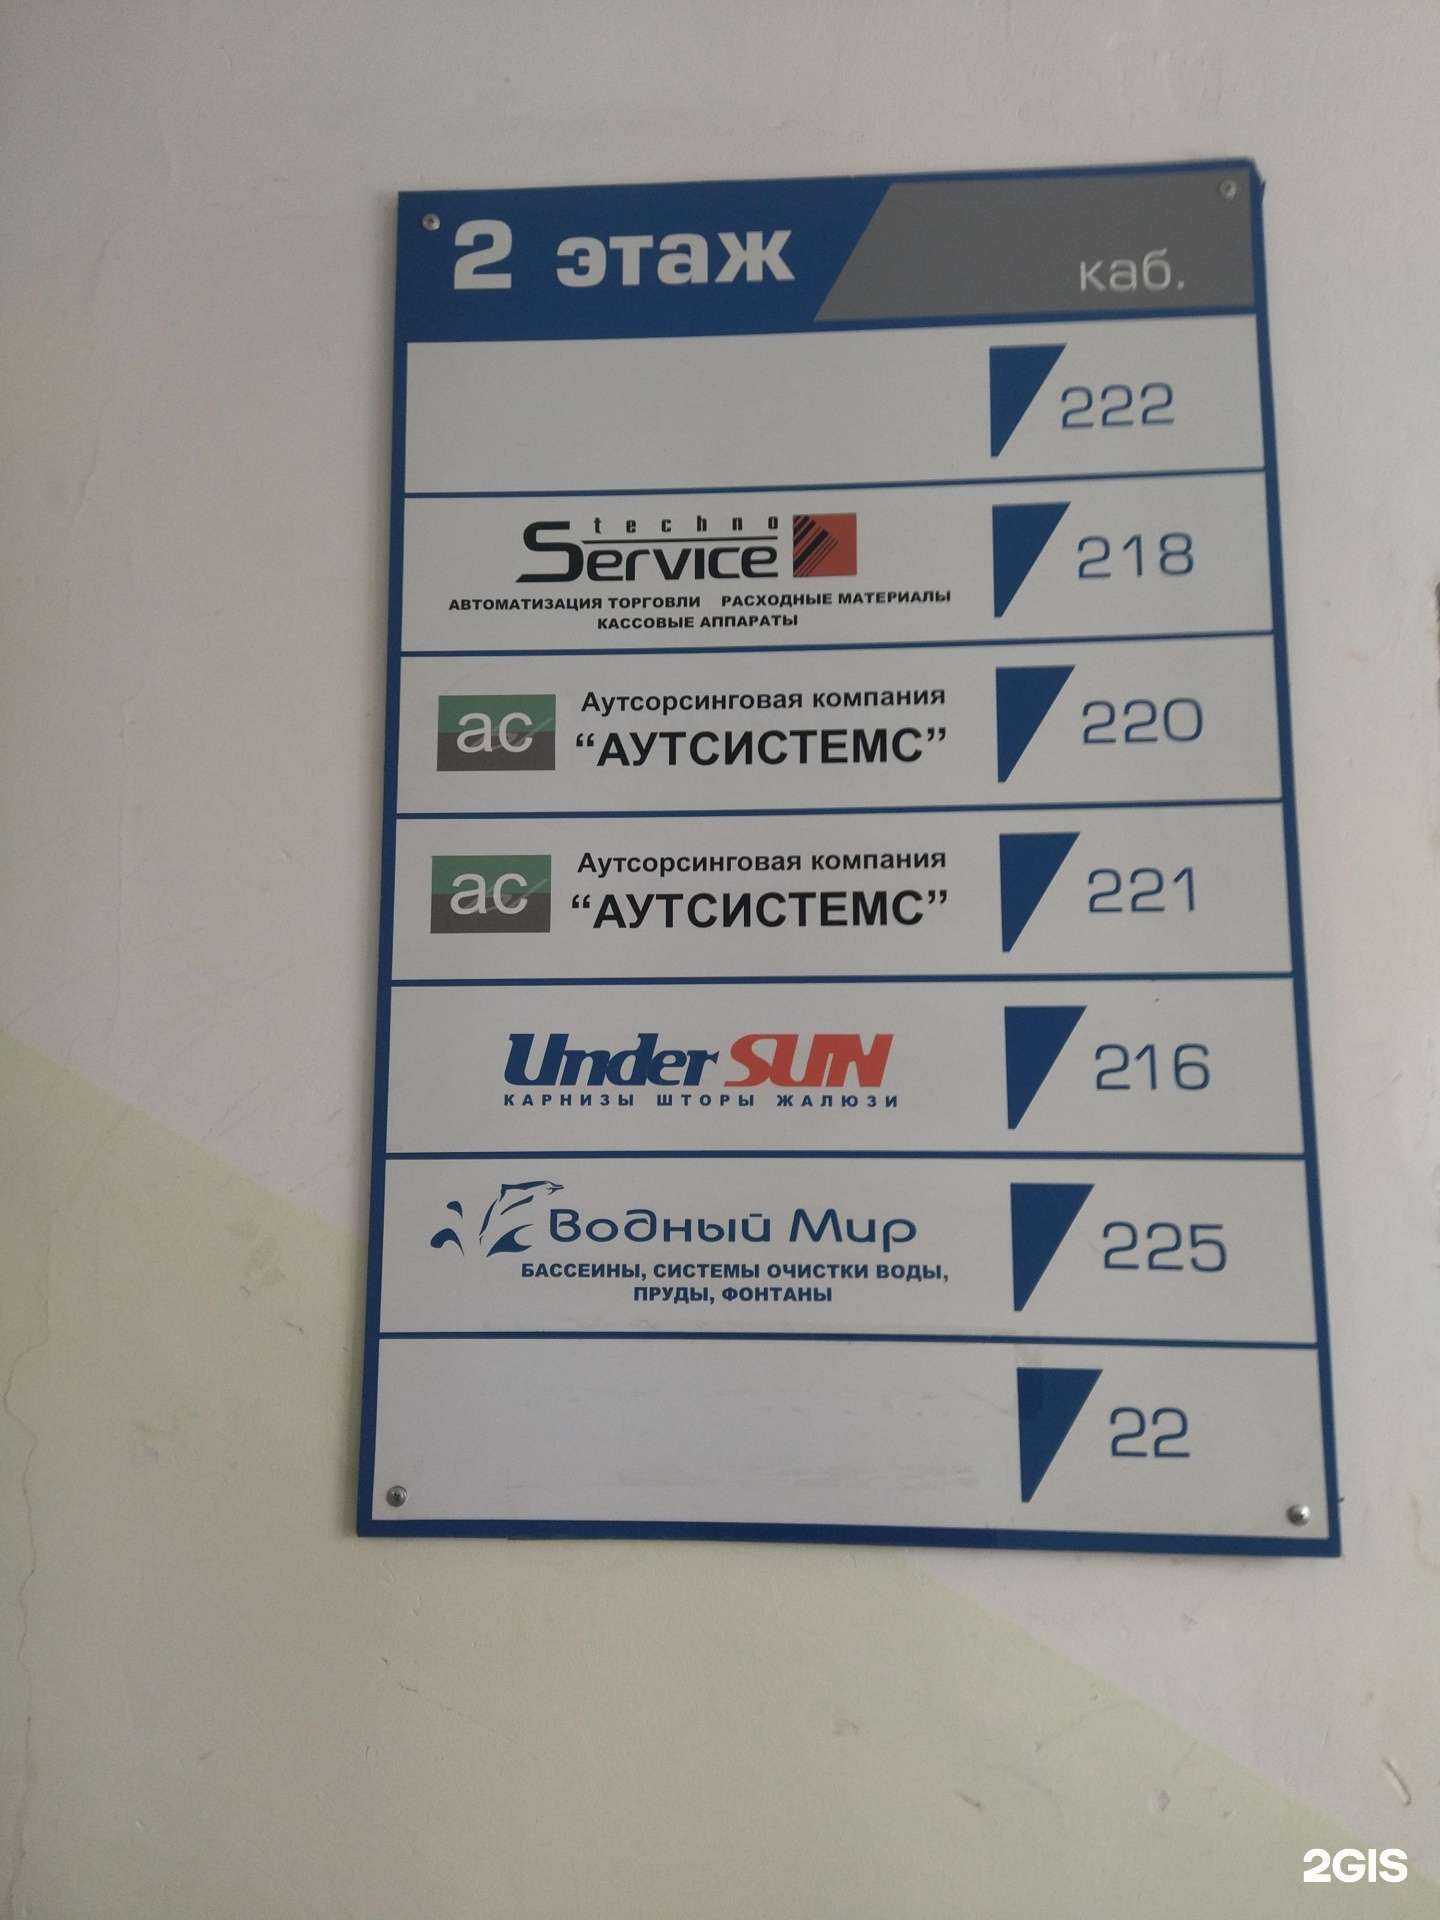 2 этаж каб.
222
techno
Service
АВТОМАТИЗАЦИЯ ТОРГОВЛИ РАСХОДНЫЕ МАТЕРИАЛЫ
КАССОВЫЕ АППАРАТЫ
218
ас
Аутсорсинговая компания
“АУТСИСТЕМС”
220
ас
Аутсорсинговая компания
“АУТСИСТЕМС”
221
Under SUN
КАРНИЗЫ ШТОРЫ ЖАЛЮЗИ
216
Водный Мир
БАССЕИНЫ, СИСТЕМЫ ОЧИСТКИ ВОДЫ,
ПРУДЫ, ФОНТАНЫ
225
22
2GIS